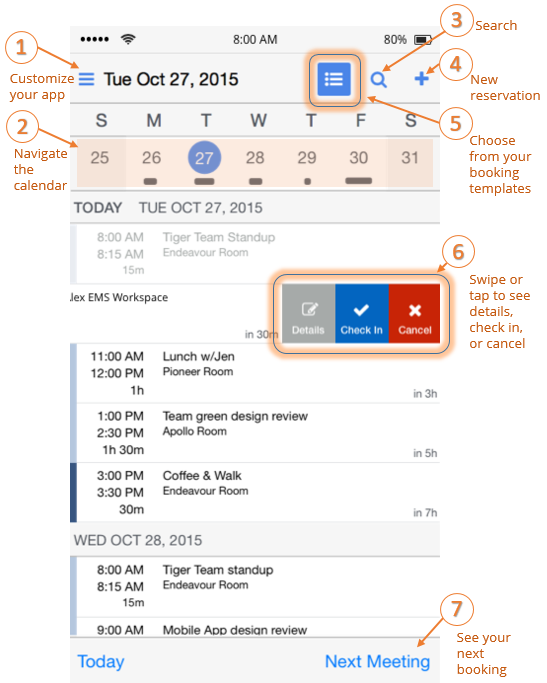 8:00 AM 80%
3 Search
1 Customize
your app
Tue Oct 27, 2015
4 New
reservation
S M T W T F S
5 Choose
from your
booking
templates
2 Navigate
the
calendar
25 26 27 28 29 30 31
TODAY TUE OCT 27, 2015
8:00 AM Tiger Team Standup
8:15 AM Endeavour Room
15m
6 Swipe or
tap to see
details,
check in,
or cancel
lex EMS Workspace
in 30m
Details Check In Cancel
11:00 AM Lunch w/Jen
12:00 PM Pioneer Room
1h
in 3h
1:00 PM Team green design review
2:30 PM Apollo Room
1h 30m
in 5h
3:00 PM Coffee & Walk
3:30 PM Endeavour Room
30m
in 7h
WED OCT 28, 2015
8:00 AM Tiger Team standup
8:15 AM Endeavour Room
15m
9:00 AM Mobile App design review
7 See your
next
booking
Today Next Meeting